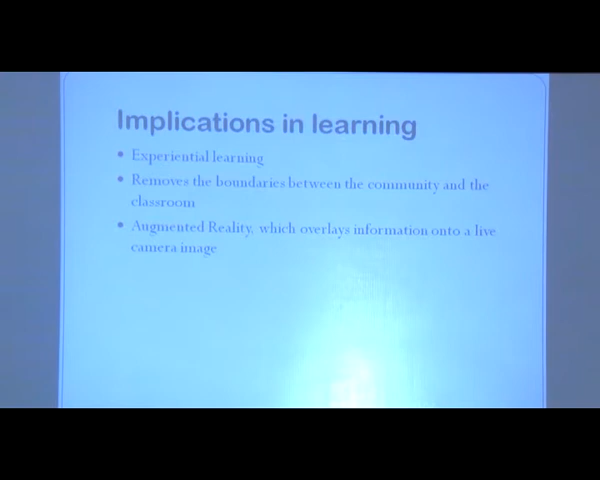 Implications in learning
• Experiential learning
• Removes the boundaries between the community and the
classroom
• Augmented Reality, which overlays information onto a live
camera image